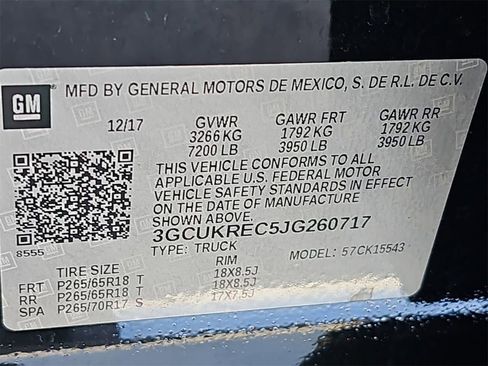 GM
MFD BY GENERAL MOTORS DE MEXICO, S. DE R.L. DE C.V.
12/17 GVWR GAWR FRT GAWR RR
3266 KG 1792 KG 1792 KG
7200 LB 3950 LB 3950 LB
THIS VEHICLE CONFORMS TO ALL
APPLICABLE U.S. FEDERAL MOTOR
VEHICLE SAFETY STANDARDS IN EFFECT
ON THE DATE OF MANUFACTURE
SHOWN ABOVE.
8555
3GCUKREC5JG260717
TYPE: TRUCK MODEL: 57CK15543
TIRE SIZE RIM
FRT P265/65R18 T 18X8.5J
RR P265/65R18 T 18X8.5J
SPA P265/70R17 S 17X7.5J